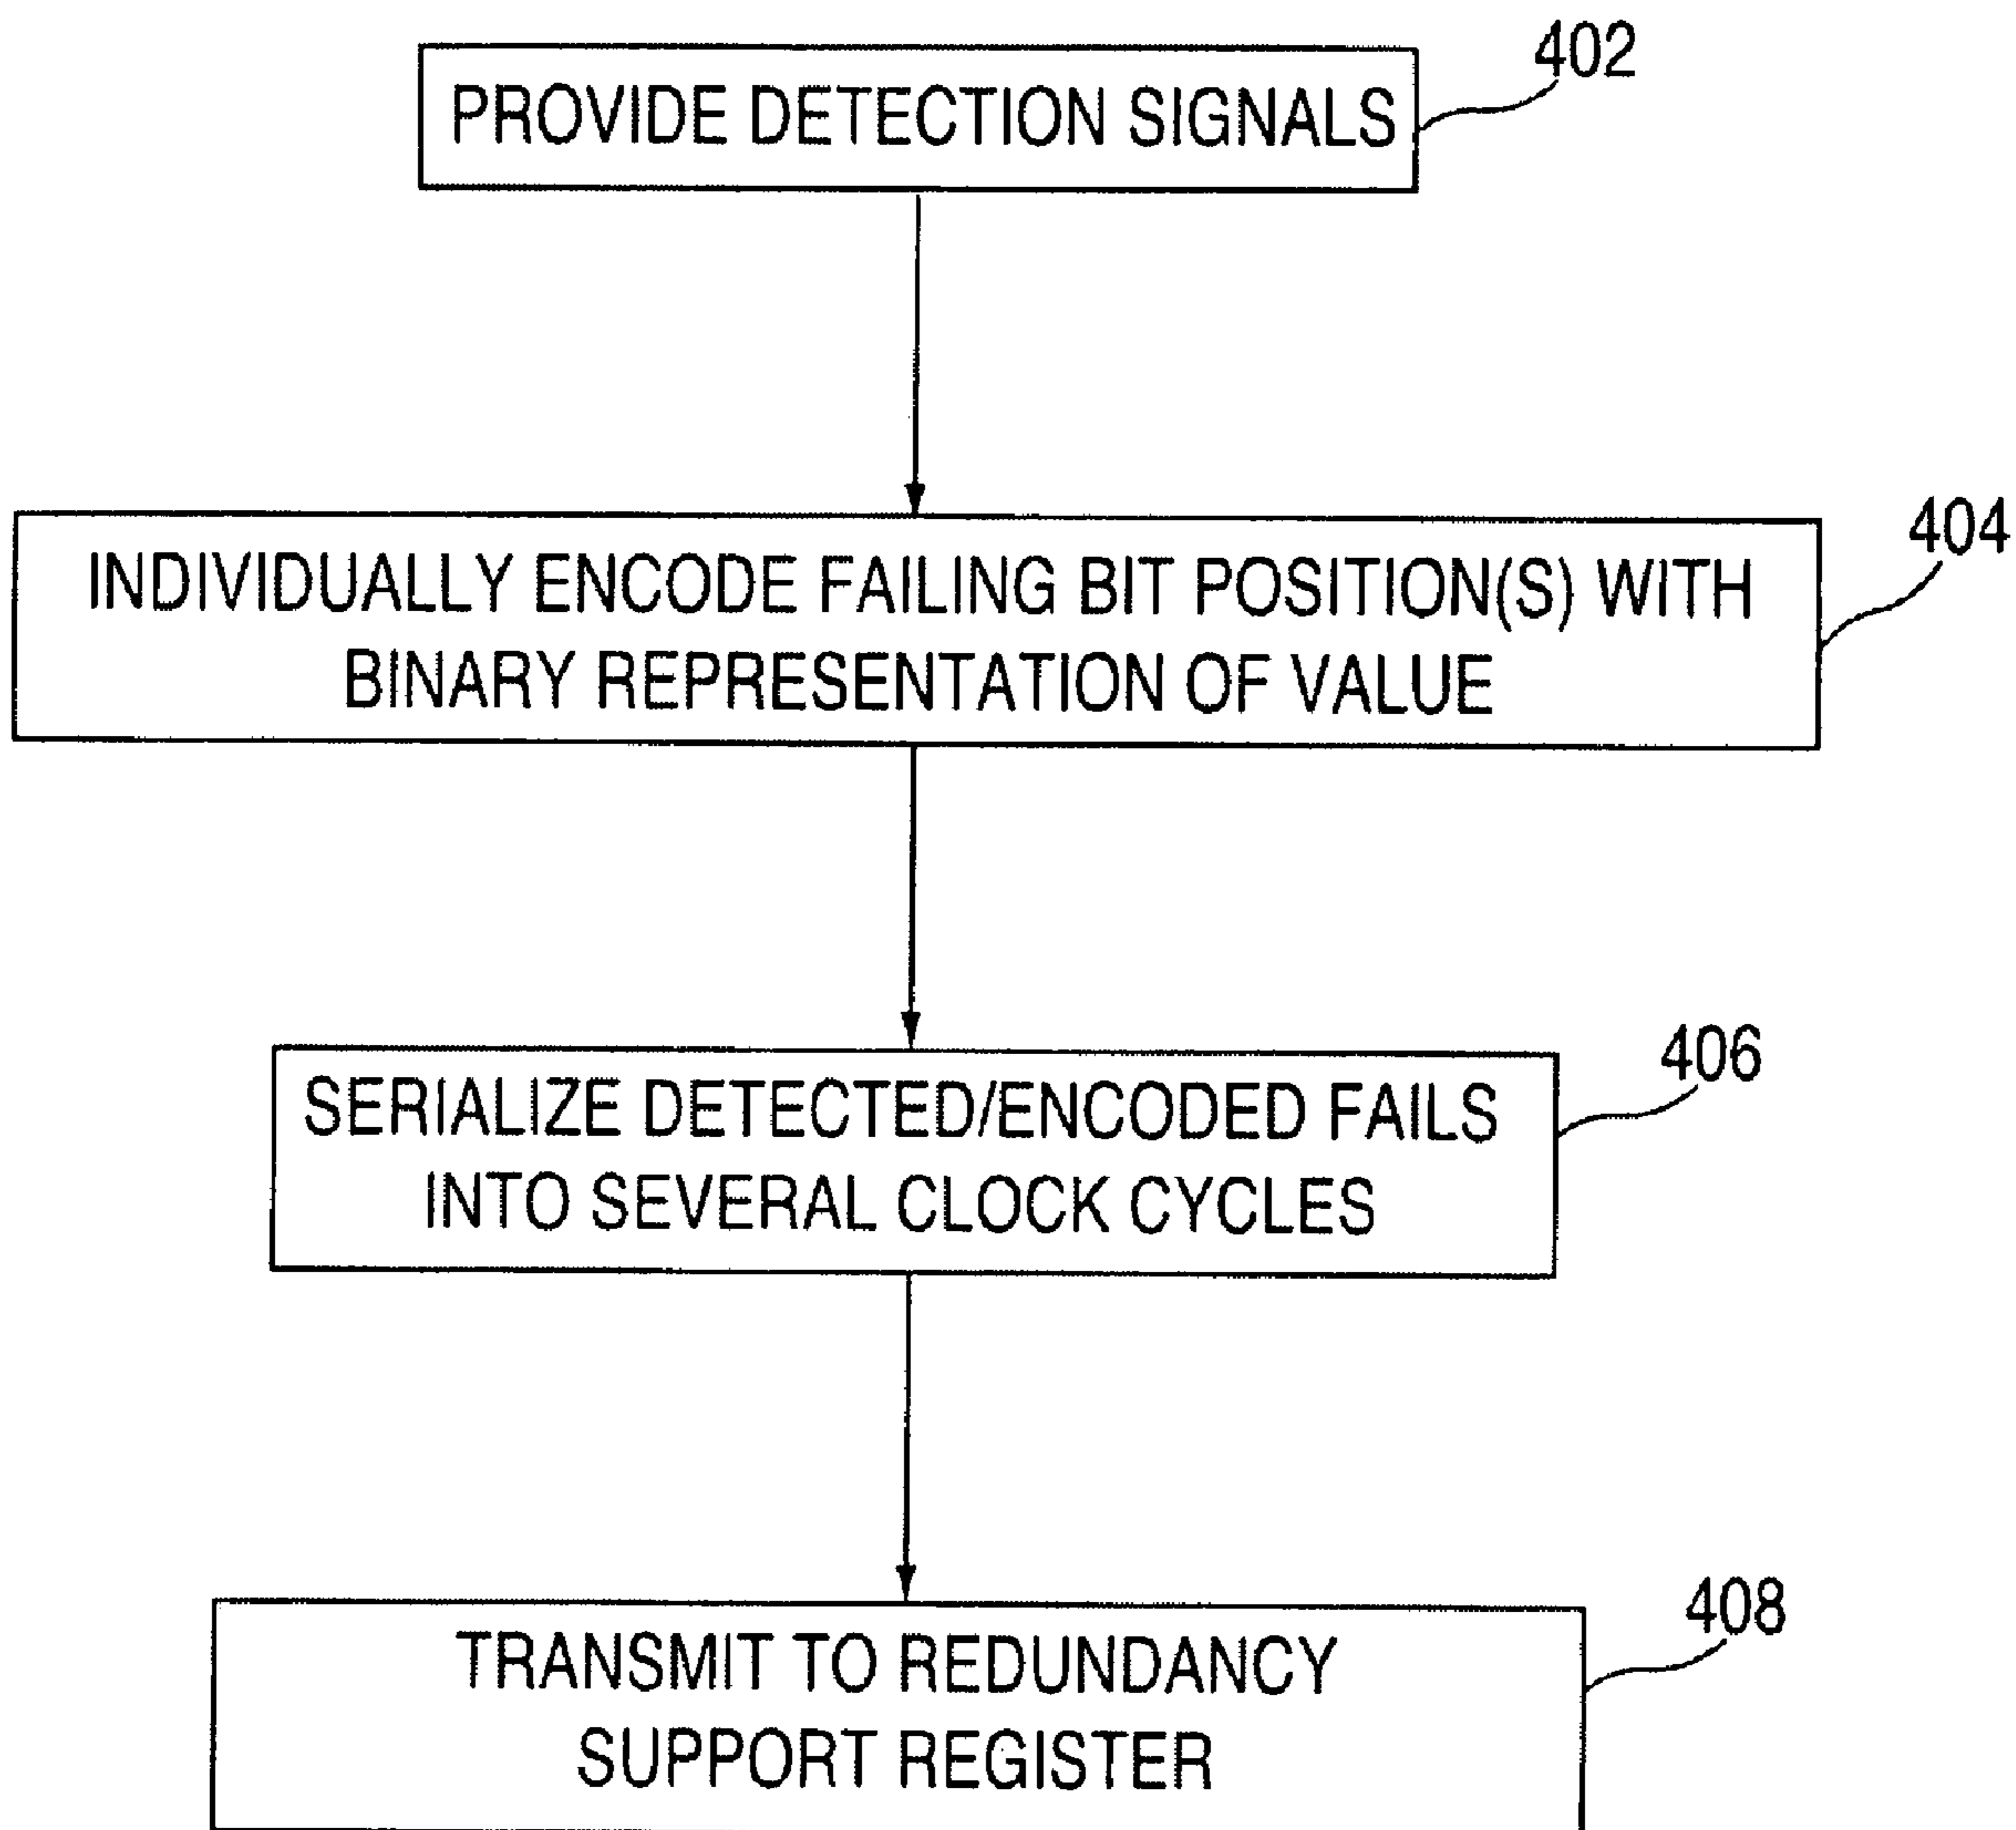 402
PROVIDE DETECTION SIGNALS
404
INDIVIDUALLY ENCODE FAILING BIT POSITION(S) WITH
BINARY REPRESENTATION OF VALUE
406
SERIALIZE DETECTED/ENCODED FAILS
INTO SEVERAL CLOCK CYCLES
408
TRANSMIT TO REDUNDANCY
SUPPORT REGISTER